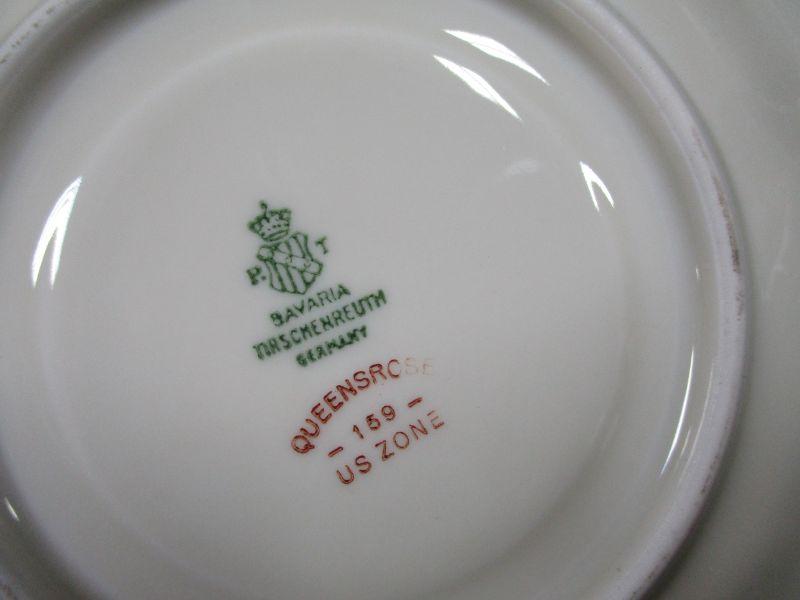 P. T
BAVARIA
TIRSCHENREUTH
GERMANY
QUEENSROSE
- 159 -
US ZONE